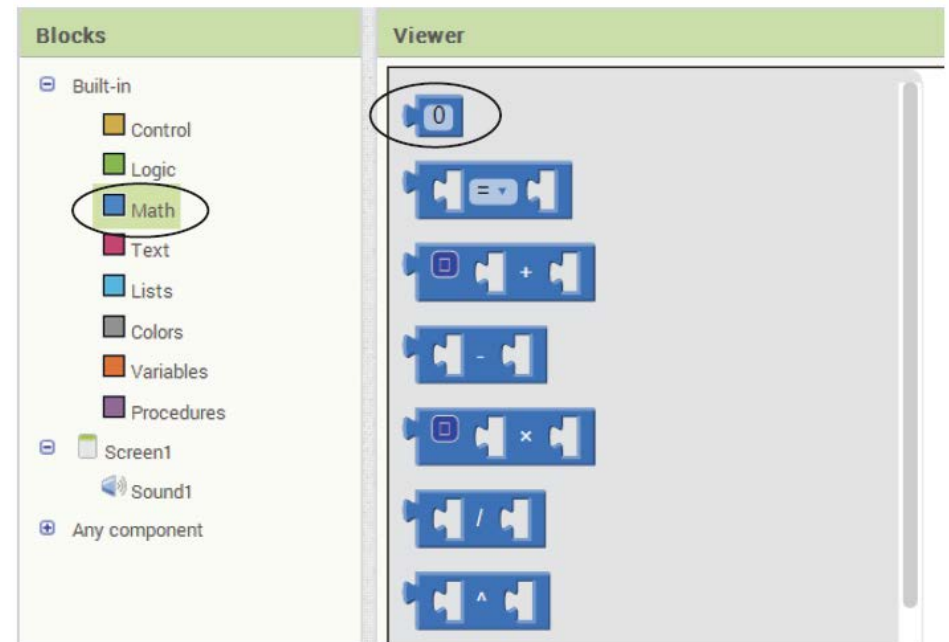 Blocks
Built-in
Control
Logic
Math
Text
Lists
Colors
Variables
Procedures
Screen1
Sound1
Any component
Viewer
0
=
+
-
×
/
^